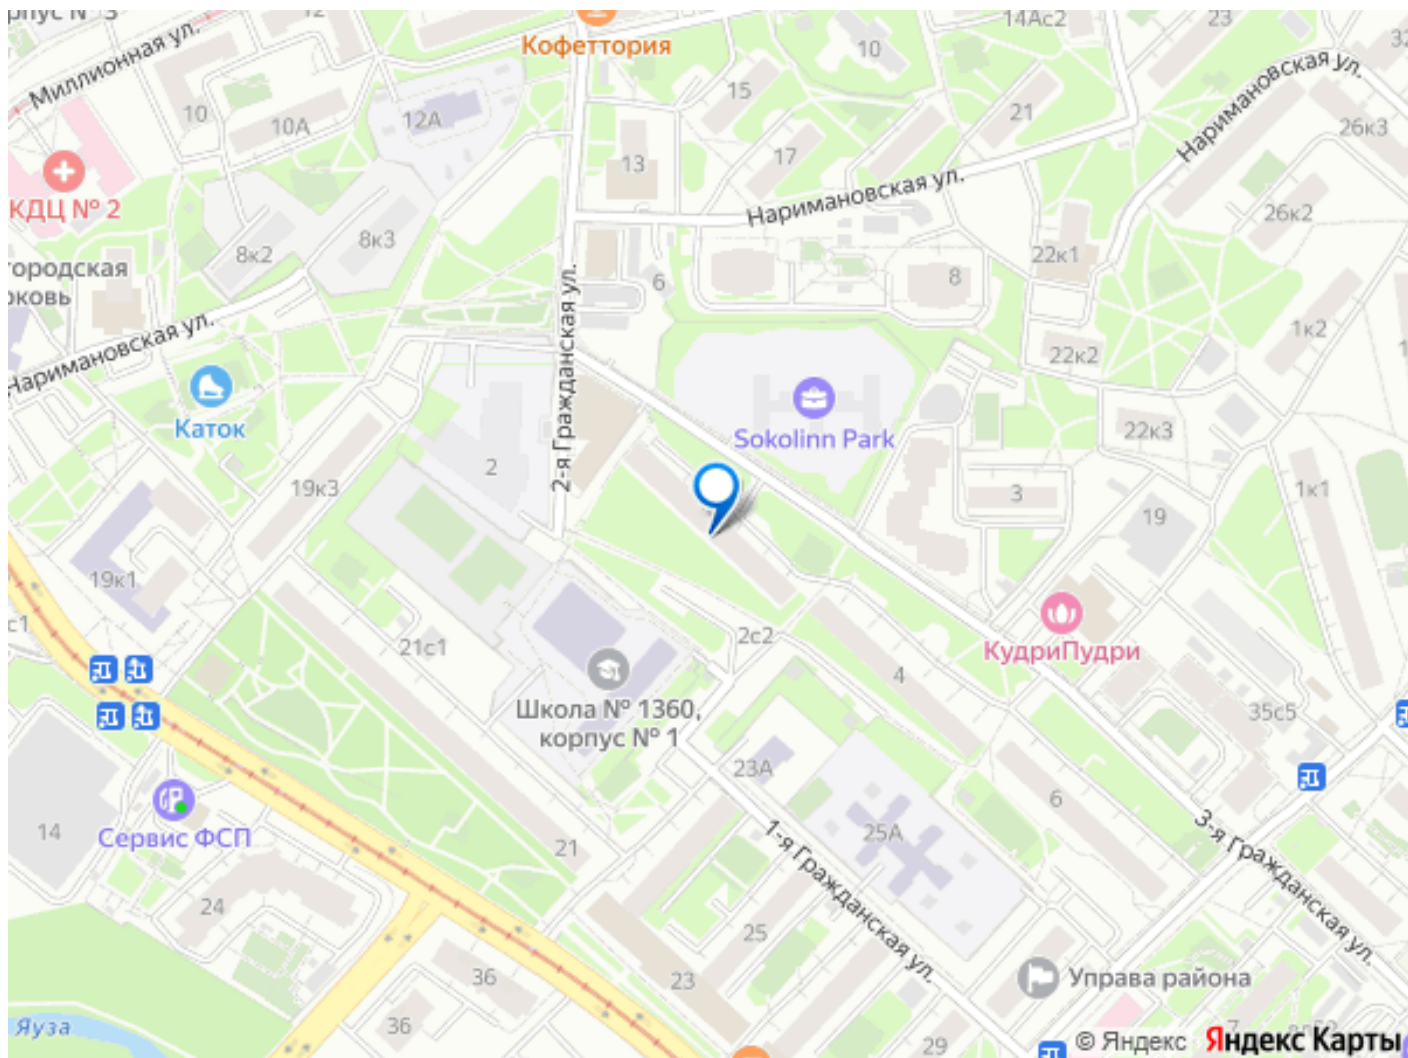 Кофеттория
14Ас2
23
12
Миллионная ул.
10
10
15
12А
10А
21
26к3
13
17
Наримановская ул.
КДЦ № 2
Наримановская ул.
26к2
8к3
8к2
22к1
городская
6
8
1к2
Наримановская ул.
2-я Гражданская ул.
22к2
Каток
Sokolinn Park
22к3
2
19к3
3
1к1
19
19к1
с1
21с1
2с2
КудриПудри
4
Школа № 1360,
корпус № 1
35с5
23А
6
Сервис ФСП
14
21
1-я Гражданская ул.
25А
3-я Гражданская ул.
24
25
36
23
Управа района
36
Яуза
29
7
© Яндекс Яндекс Карты